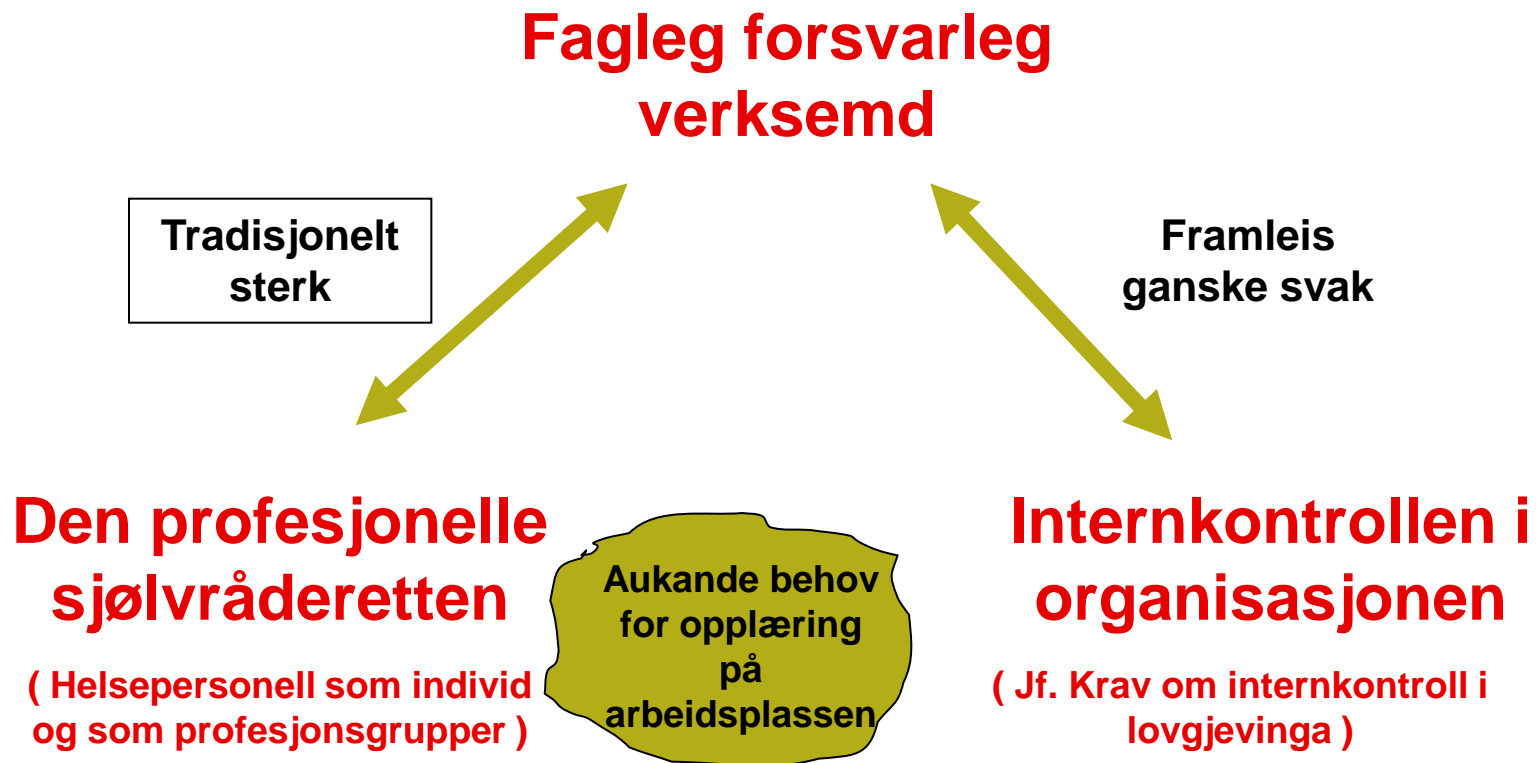 Fagleg forsvarleg
verksemd
Tradisjonelt
sterk
Framleis
ganske svak
Den profesjonelle
sjølvråderetten
( Helsepersonell som individ
og som profesjonsgrupper )
Aukande behov
for opplæring
på
arbeidsplassen
Internkontrollen i
organisasjonen
( Jf. Krav om internkontroll i
lovgjevinga )